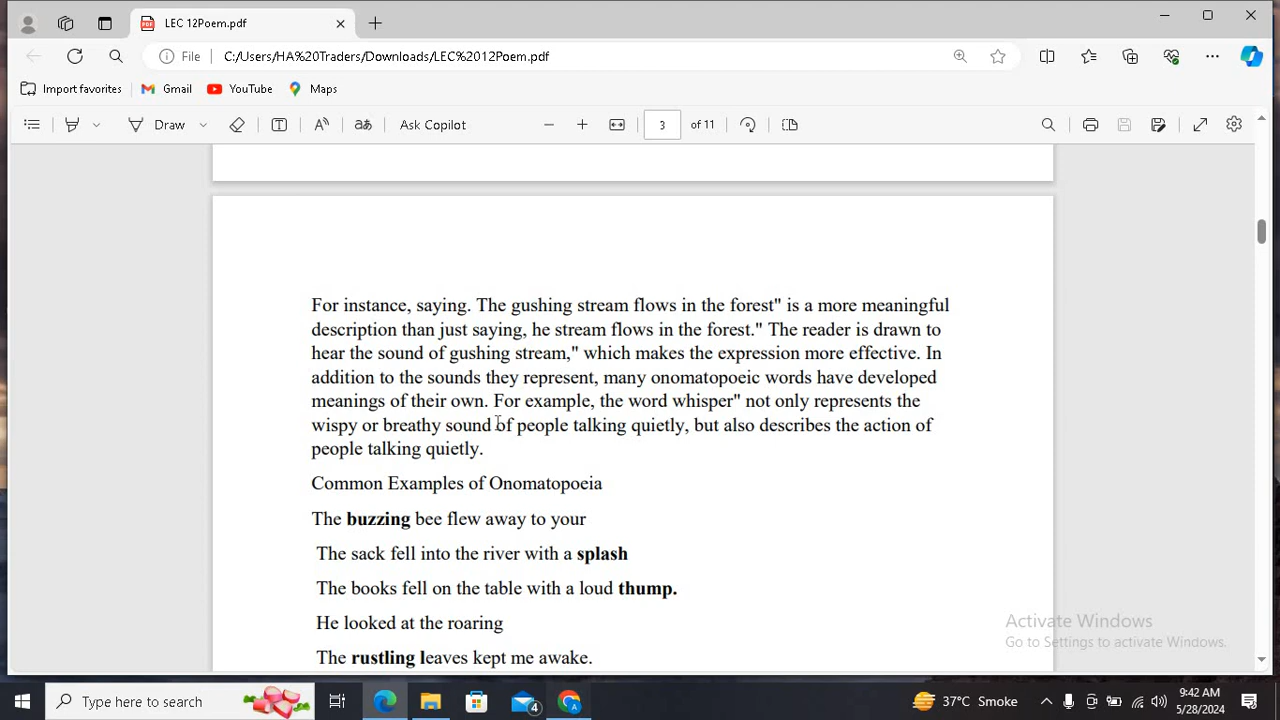 LEC 12Poem.pdf
File
C:/Users/HA%20Traders/Downloads/LEC%2012Poem.pdf
Import favorites
Gmail
YouTube
Maps
Draw
Ask Copilot
3 of 11
For instance, saying. The gushing stream flows in the forest" is a more meaningful
description than just saying, he stream flows in the forest." The reader is drawn to
hear the sound of gushing stream," which makes the expression more effective. In
addition to the sounds they represent, many onomatopoeic words have developed
meanings of their own. For example, the word whisper" not only represents the
wispy or breathy sound of people talking quietly, but also describes the action of
people talking quietly.
Common Examples of Onomatopoeia
The buzzing bee flew away to your
The sack fell into the river with a splash
The books fell on the table with a loud thump.
He looked at the roaring
The rustling leaves kept me awake.
Activate Windows
Go to Settings to activate Windows.
Type here to search
4
37°C Smoke
9:42 AM
5/28/2024